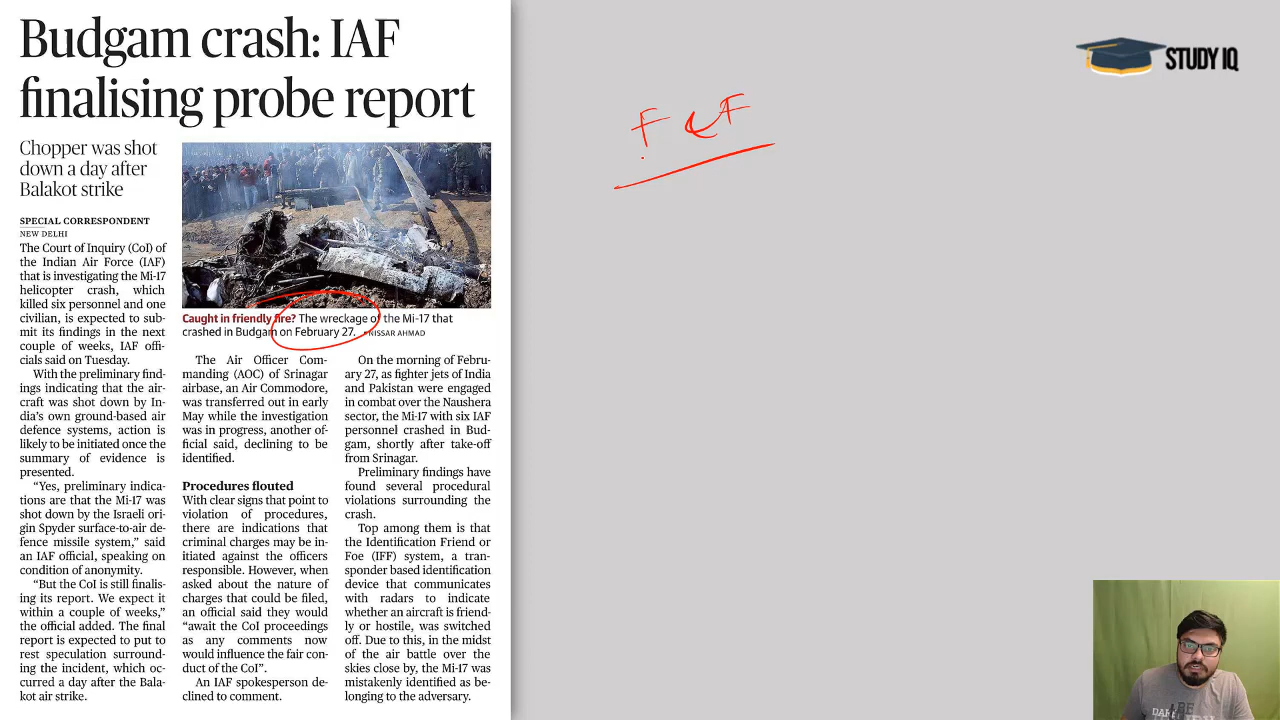 Budgam crash: IAF
finalising probe report
Chopper was shot
down a day after
Balakot strike
SPECIAL CORRESPONDENT
NEW DELHI
The Court of Inquiry (CoI) of
the Indian Air Force (IAF)
that is investigating the Mi-17
helicopter crash, which
killed six personnel and one
civilian, is expected to sub-
mit its findings in the next
couple of weeks, IAF offi-
cials said on Tuesday.
With the preliminary find-
ings indicating that the air-
craft was shot down by In-
dia's own ground-based air
defence systems, action is
likely to be initiated once the
summary of evidence is
presented.
“Yes, preliminary indica-
tions are that the Mi-17 was
shot down by the Israeli ori-
gin Spyder surface-to-air de-
fence missile system,” said
an IAF official, speaking on
condition of anonymity.
“But the CoI is still finalis-
ing its report. We expect it
within a couple of weeks,”
the official added. The final
report is expected to put to
rest speculation surround-
ing the incident, which oc-
curred a day after the Bala-
kot air strike.
Caught in friendly fire? The wreckage of the Mi-17 that
crashed in Budgam on February 27. NISSAR AHMAD
The Air Officer Com-
manding (AOC) of Srinagar
airbase, an Air Commodore,
was transferred out in early
May while the investigation
was in progress, another of-
ficial said, declining to be
identified.
Procedures flouted
With clear signs that point to
violation of procedures,
there are indications that
criminal charges may be in-
itiated against the officers
responsible. However, when
asked about the nature of
charges that could be filed,
an official said they would
“await the CoI proceedings
as any comments now
would influence the fair con-
duct of the CoI”.
An IAF spokesperson de-
clined to comment.
On the morning of Febru-
ary 27, as fighter jets of India
and Pakistan were engaged
in combat over the Naushera
sector, the Mi-17 with six IAF
personnel crashed in Bud-
gam, shortly after take-off
from Srinagar.
Preliminary findings have
found several procedural
violations surrounding the
crash.
Top among them is that
the Identification Friend or
Foe (IFF) system, a tran-
sponder based identification
device that communicates
with radars to indicate
whether an aircraft is friend-
ly or hostile, was switched
off. Due to this, in the midst
of the air battle over the
skies close by, the Mi-17 was
mistakenly identified as be-
longing to the adversary.
F F
STUDY IQ